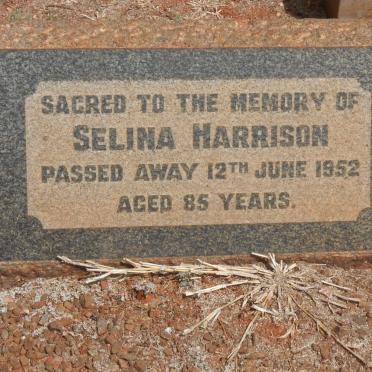 SACRED TO THE MEMORY OF
SELINA HARRISON
PASSED AWAY 12TH JUNE 1952
AGED 85 YEARS.